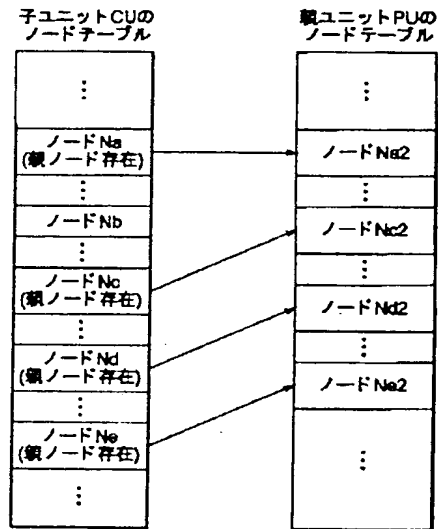 子ユニットCUの
ノードテーブル
⋮
ノードNa
(親ノード存在)
⋮
ノードNb
⋮
ノードNc
(親ノード存在)
⋮
ノードNd
(親ノード存在)
⋮
ノードNe
(親ノード存在)
⋮
親ユニットPUの
ノードテーブル
⋮
ノードNa2
⋮
ノードNc2
⋮
ノードNd2
⋮
ノードNe2
⋮